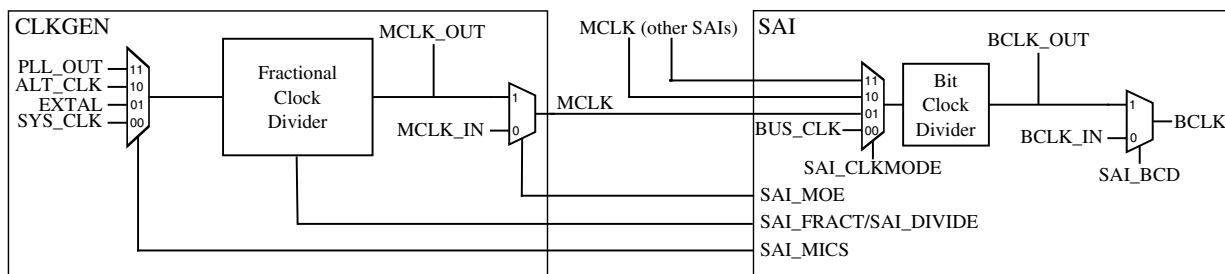 CLKGEN
PLL_OUT
ALT_CLK
EXTAL
SYS_CLK
11
10
01
00
Fractional
Clock
Divider
MCLK_OUT
MCLK_IN
1
0
MCLK
MCLK (other SAIs)
SAI
BUS_CLK
11
10
01
00
SAI_CLKMODE
Bit
Clock
Divider
BCLK_OUT
BCLK_IN
1
0
BCLK
SAI_BCD
SAI_MOE
SAI_FRACT/SAI_DIVIDE
SAI_MICS